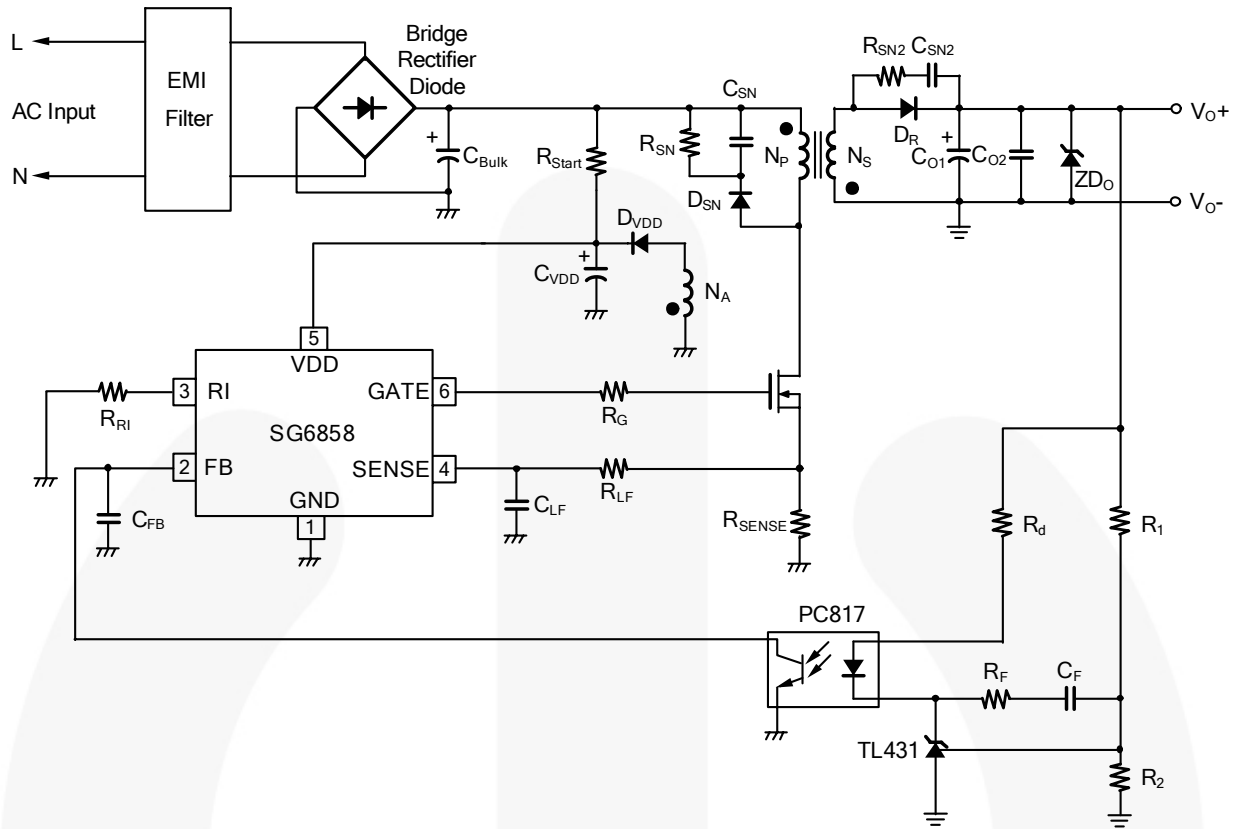 L
AC Input
N
EMI
Filter
Bridge
Rectifier
Diode
+
C_Bulk
R_Start
R_SN
C_SN
D_SN
N_P
N_S
R_SN2
C_SN2
D_R
+
C_O1
C_O2
ZD_O
V_O+
V_O-
D_VDD
+
C_VDD
N_A
5
VDD
3
RI
GATE
6
SG6858
2
FB
SENSE
4
GND
1
R_RI
C_FB
R_G
R_LF
C_LF
R_SENSE
R_d
R_1
PC817
R_F
C_F
TL431
R_2